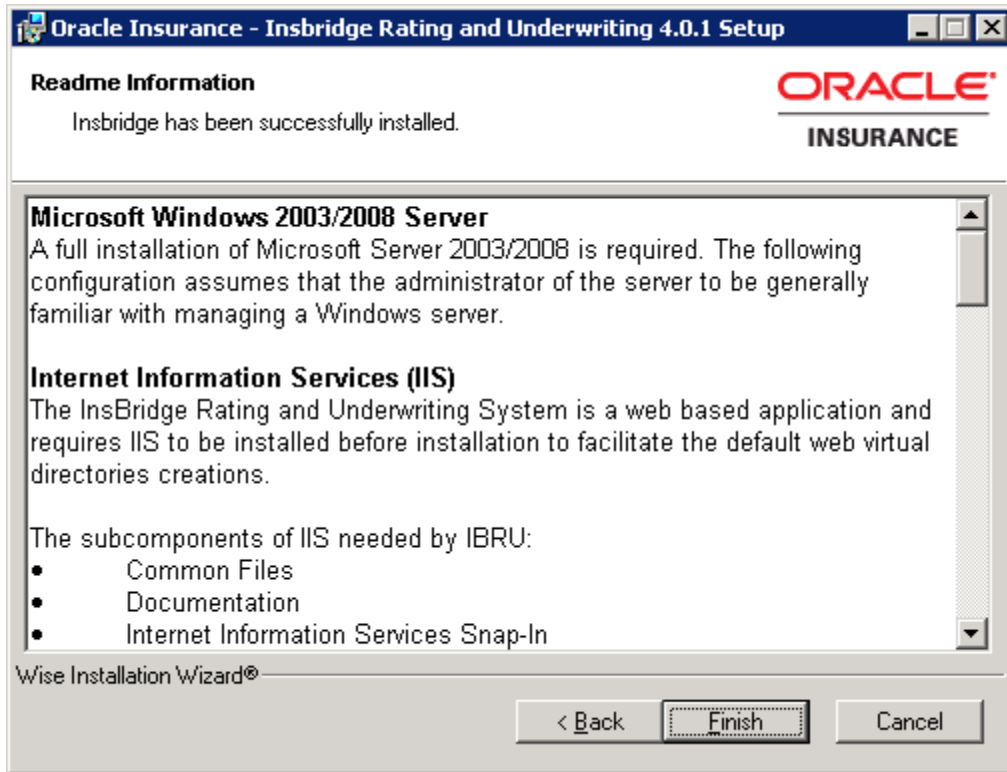 Oracle Insurance - Insbridge Rating and Underwriting 4.0.1 Setup
Readme Information
Insbridge has been successfully installed.
ORACLE
INSURANCE
Microsoft Windows 2003/2008 Server
A full installation of Microsoft Server 2003/2008 is required. The following
configuration assumes that the administrator of the server to be generally
familiar with managing a Windows server.
Internet Information Services (IIS)
The InsBridge Rating and Underwriting System is a web based application and
requires IIS to be installed before installation to facilitate the default web virtual
directories creations.
The subcomponents of IIS needed by IBRU:
• Common Files
• Documentation
• Internet Information Services Snap-In
Wise Installation Wizard®
< Back Finish Cancel